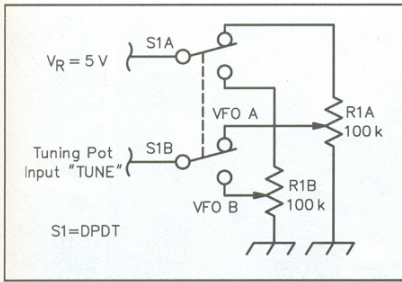 S1A
V_R = 5 V
R1A
100 k
VFO A
S1B
Tuning Pot
Input "TUNE"
R1B
100 k
VFO B
S1=DPDT